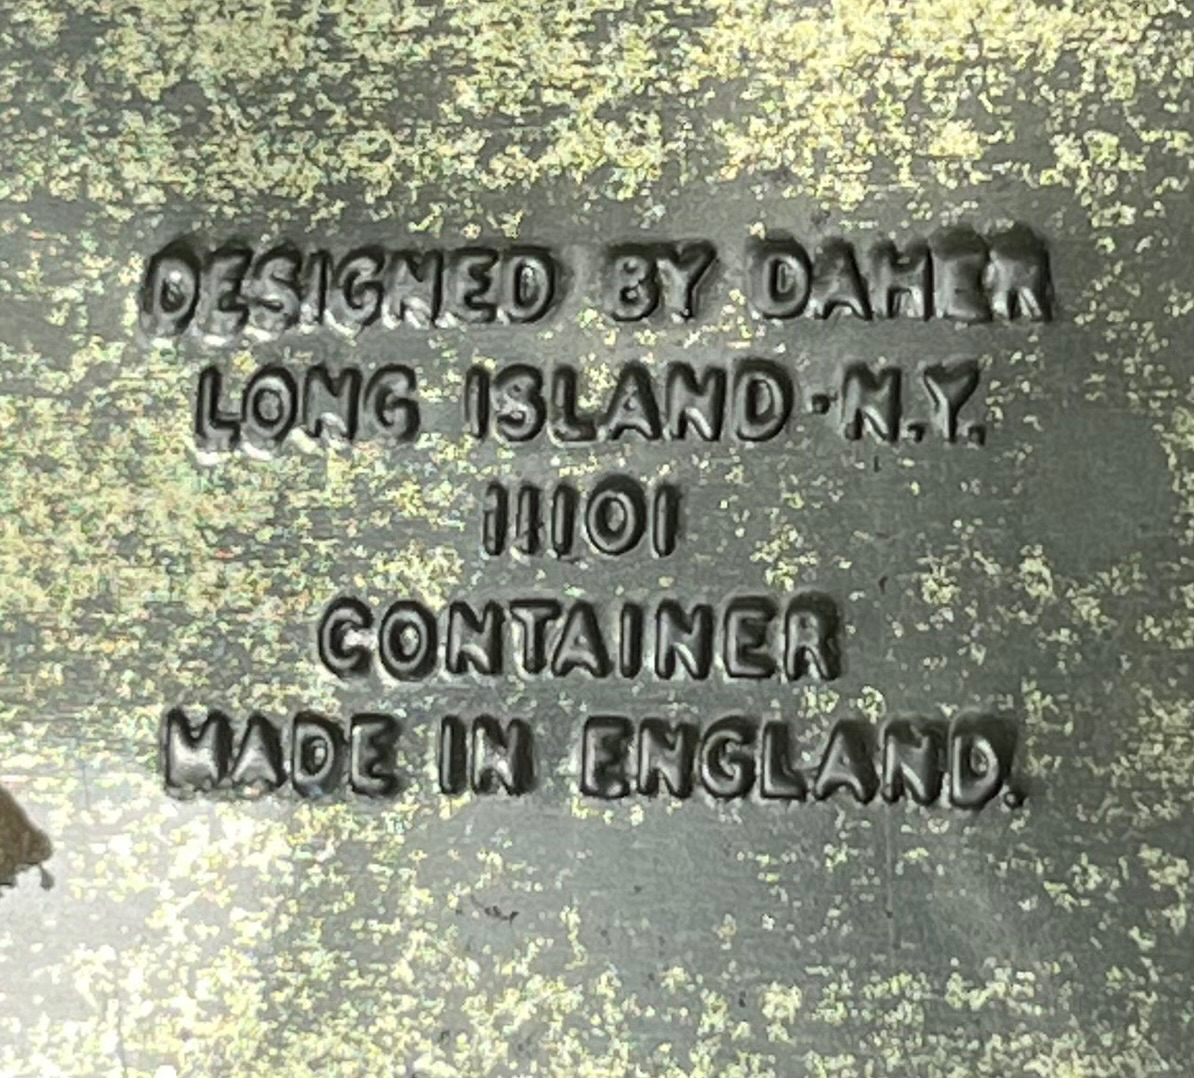 DESIGNED BY DAHER
LONG ISLAND·N.Y.
11101
CONTAINER
MADE IN ENGLAND.